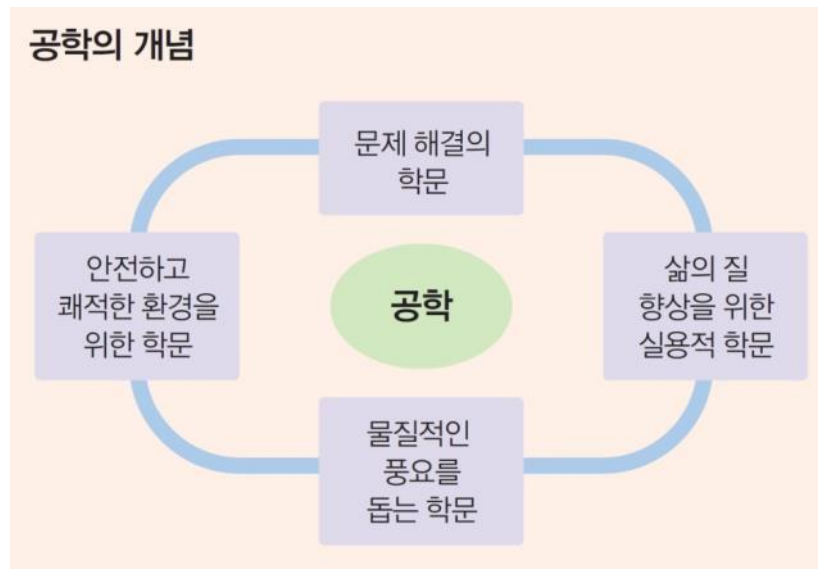 공학의 개념
문제 해결의
학문
안전하고
쾌적한 환경을
위한 학문
공학
삶의 질
향상을 위한
실용적 학문
물질적인
풍요를
돕는 학문